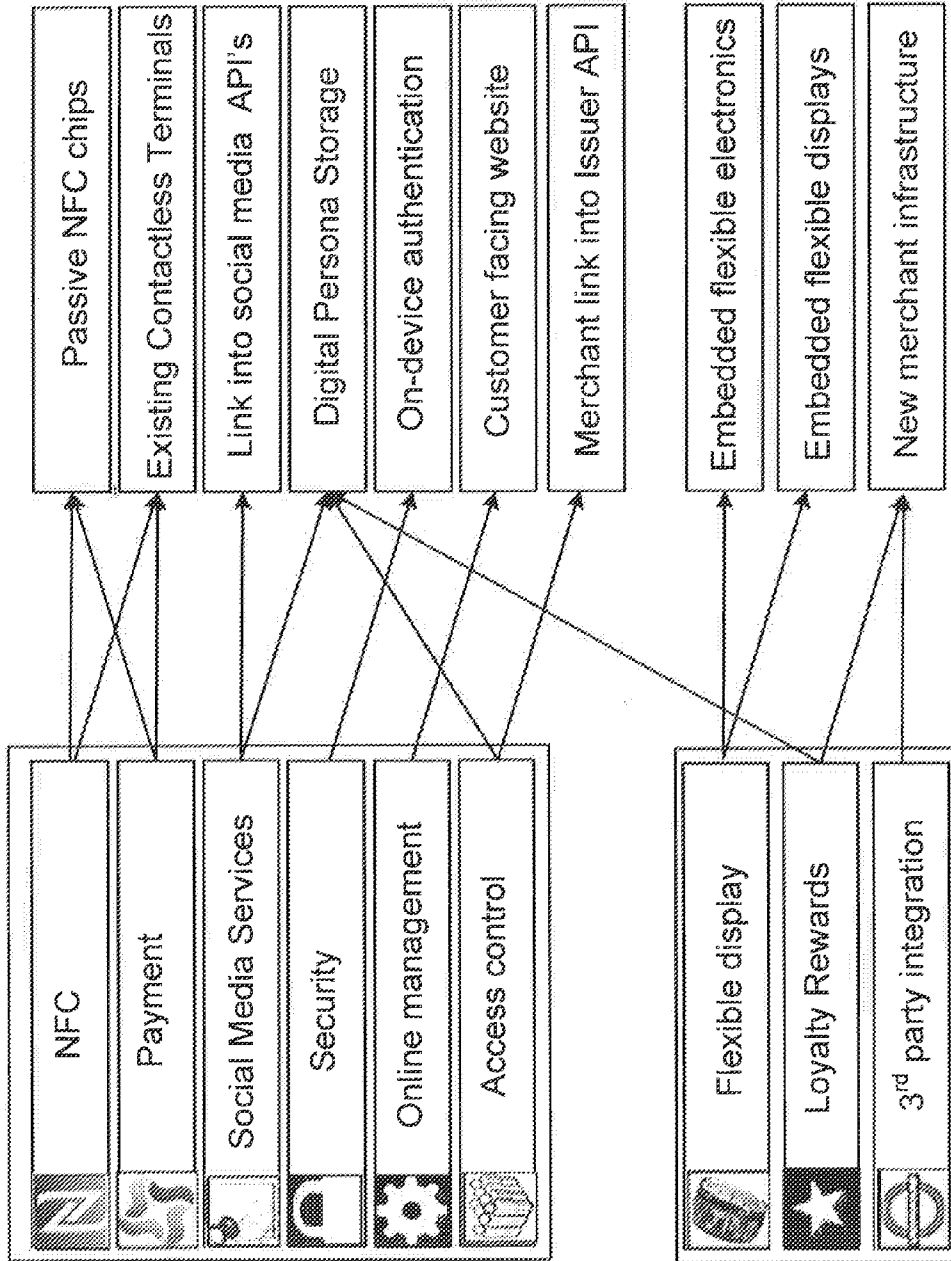 NFC
Payment
Social Media Services
Security
Online management
Access control
Flexible display
Loyalty Rewards
3rd party integration
Passive NFC chips
Existing Contactless Terminals
Link into social media API's
Digital Persona Storage
On-device authentication
Customer facing website
Merchant link into Issuer API
Embedded flexible electronics
Embedded flexible displays
New merchant infrastructure